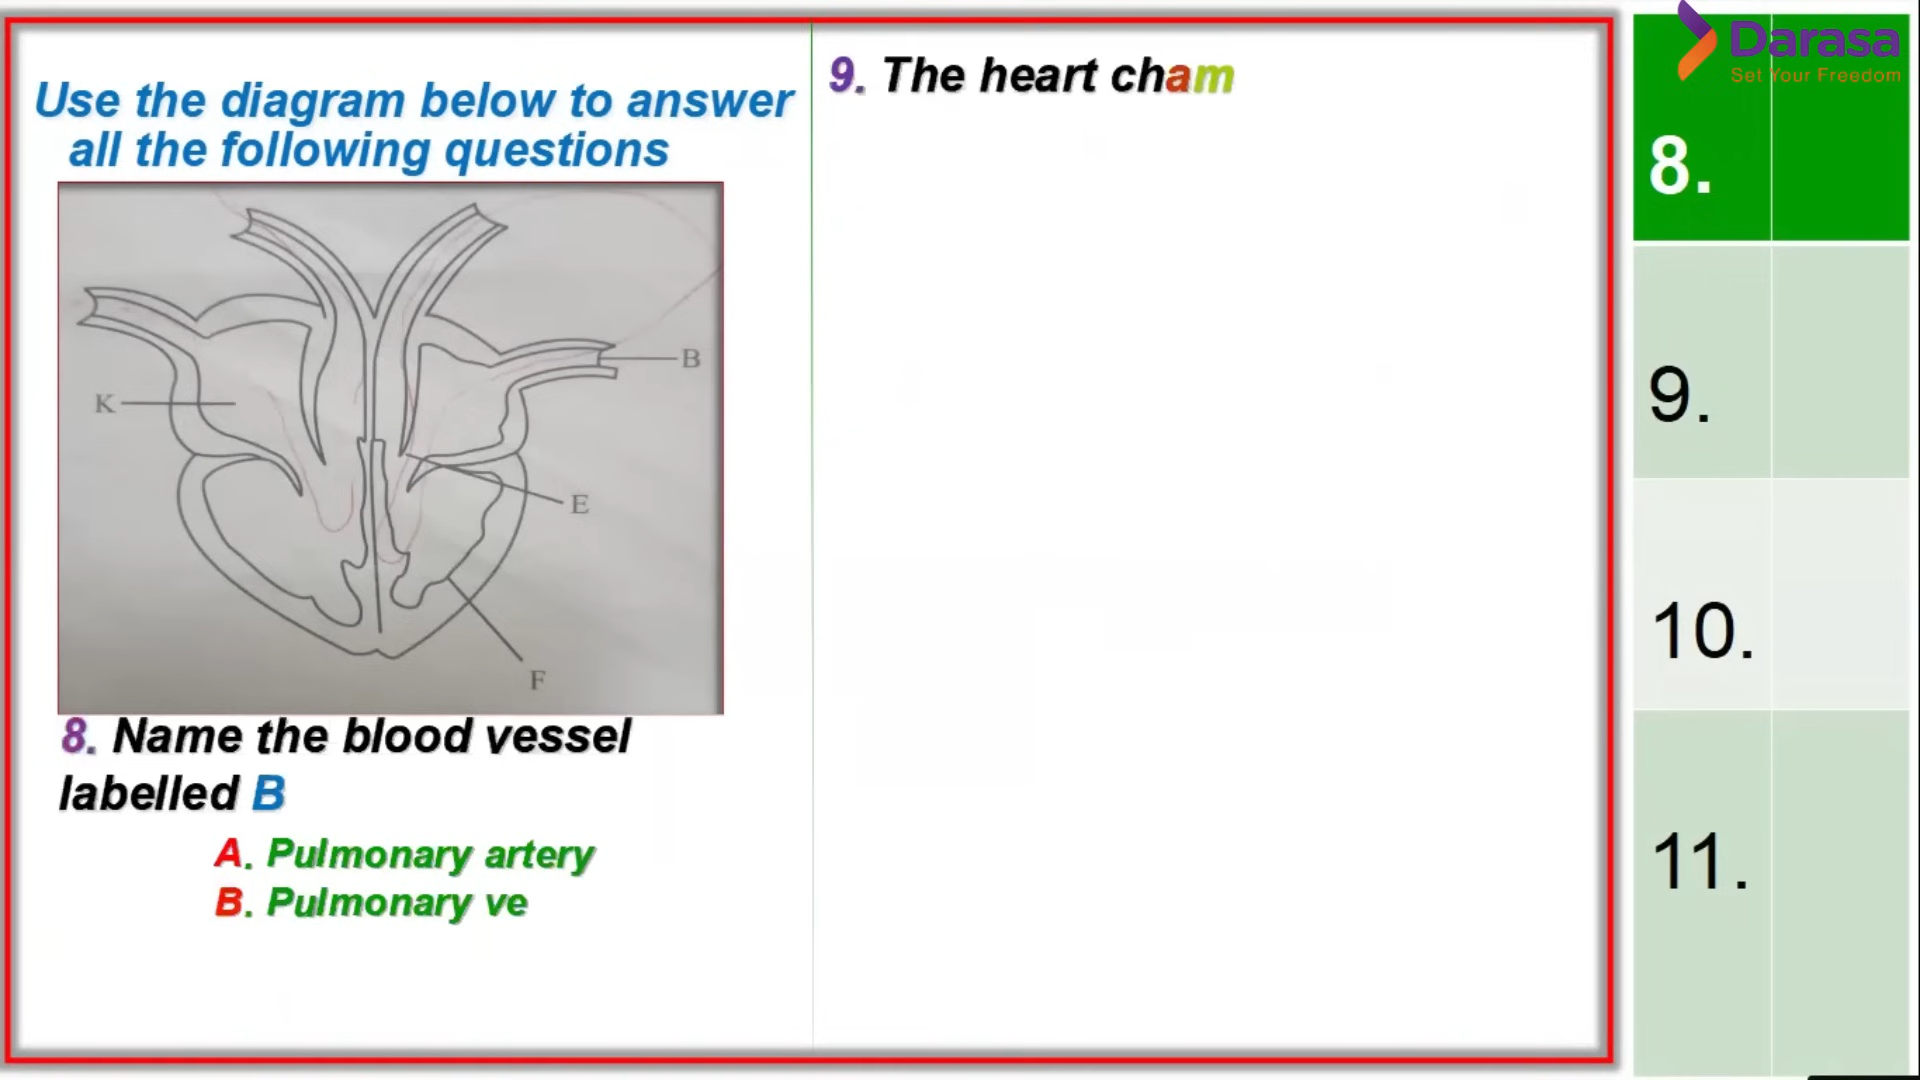 Use the diagram below to answer
all the following questions
K
B
E
F
8. Name the blood vessel
labelled B
A. Pulmonary artery
B. Pulmonary ve
9. The heart cham
Darasa
Set Your Freedom
8.
9.
10.
11.